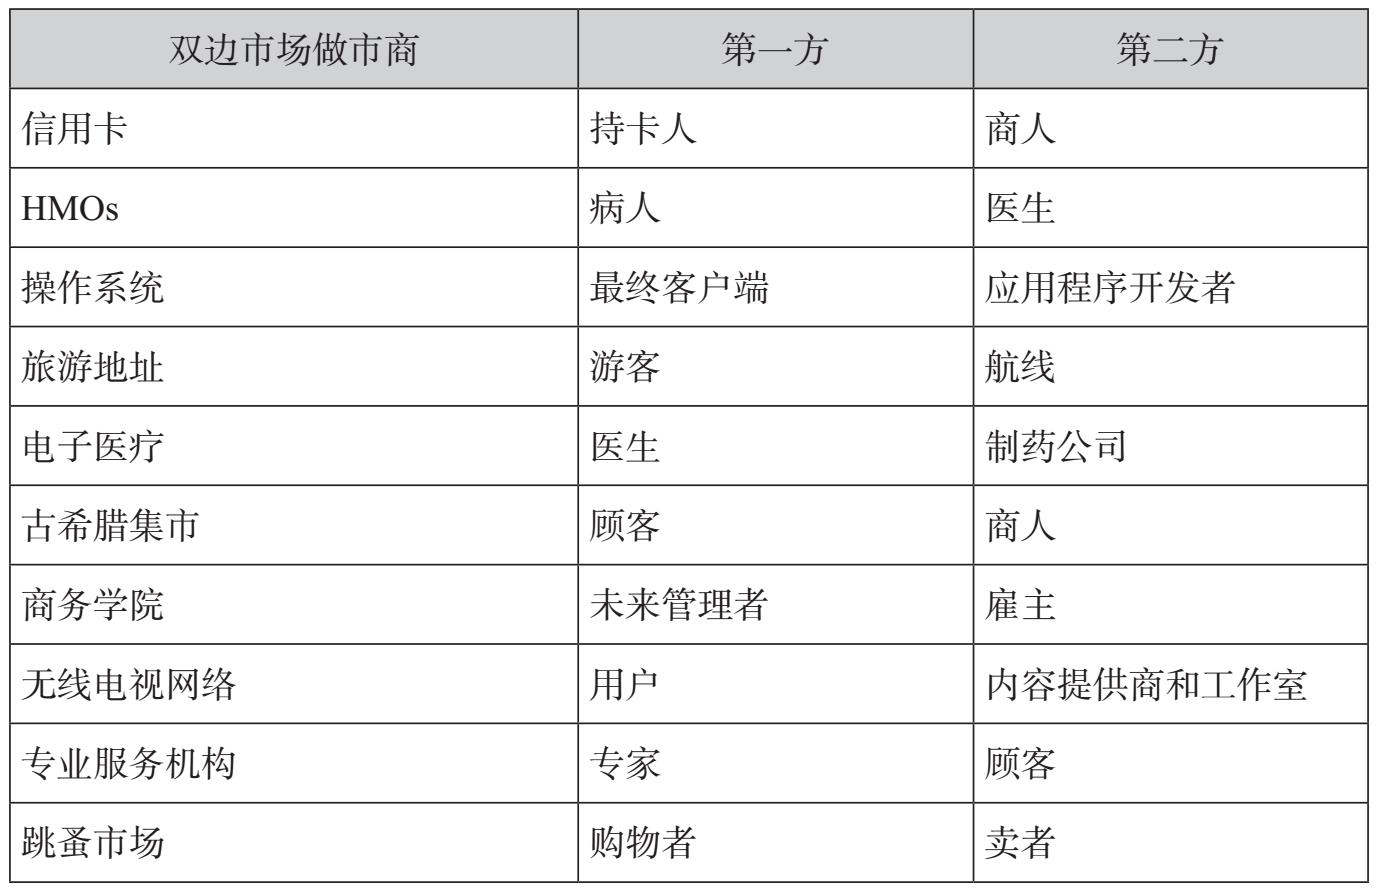 双边市场做市商 第一方 第二方
信用卡 持卡人 商人
HMOs 病人 医生
操作系统 最终客户端 应用程序开发者
旅游地址 游客 航线
电子医疗 医生 制药公司
古希腊集市 顾客 商人
商务学院 未来管理者 雇主
无线电视网络 用户 内容提供商和工作室
专业服务机构 专家 顾客
跳蚤市场 购物者 卖者